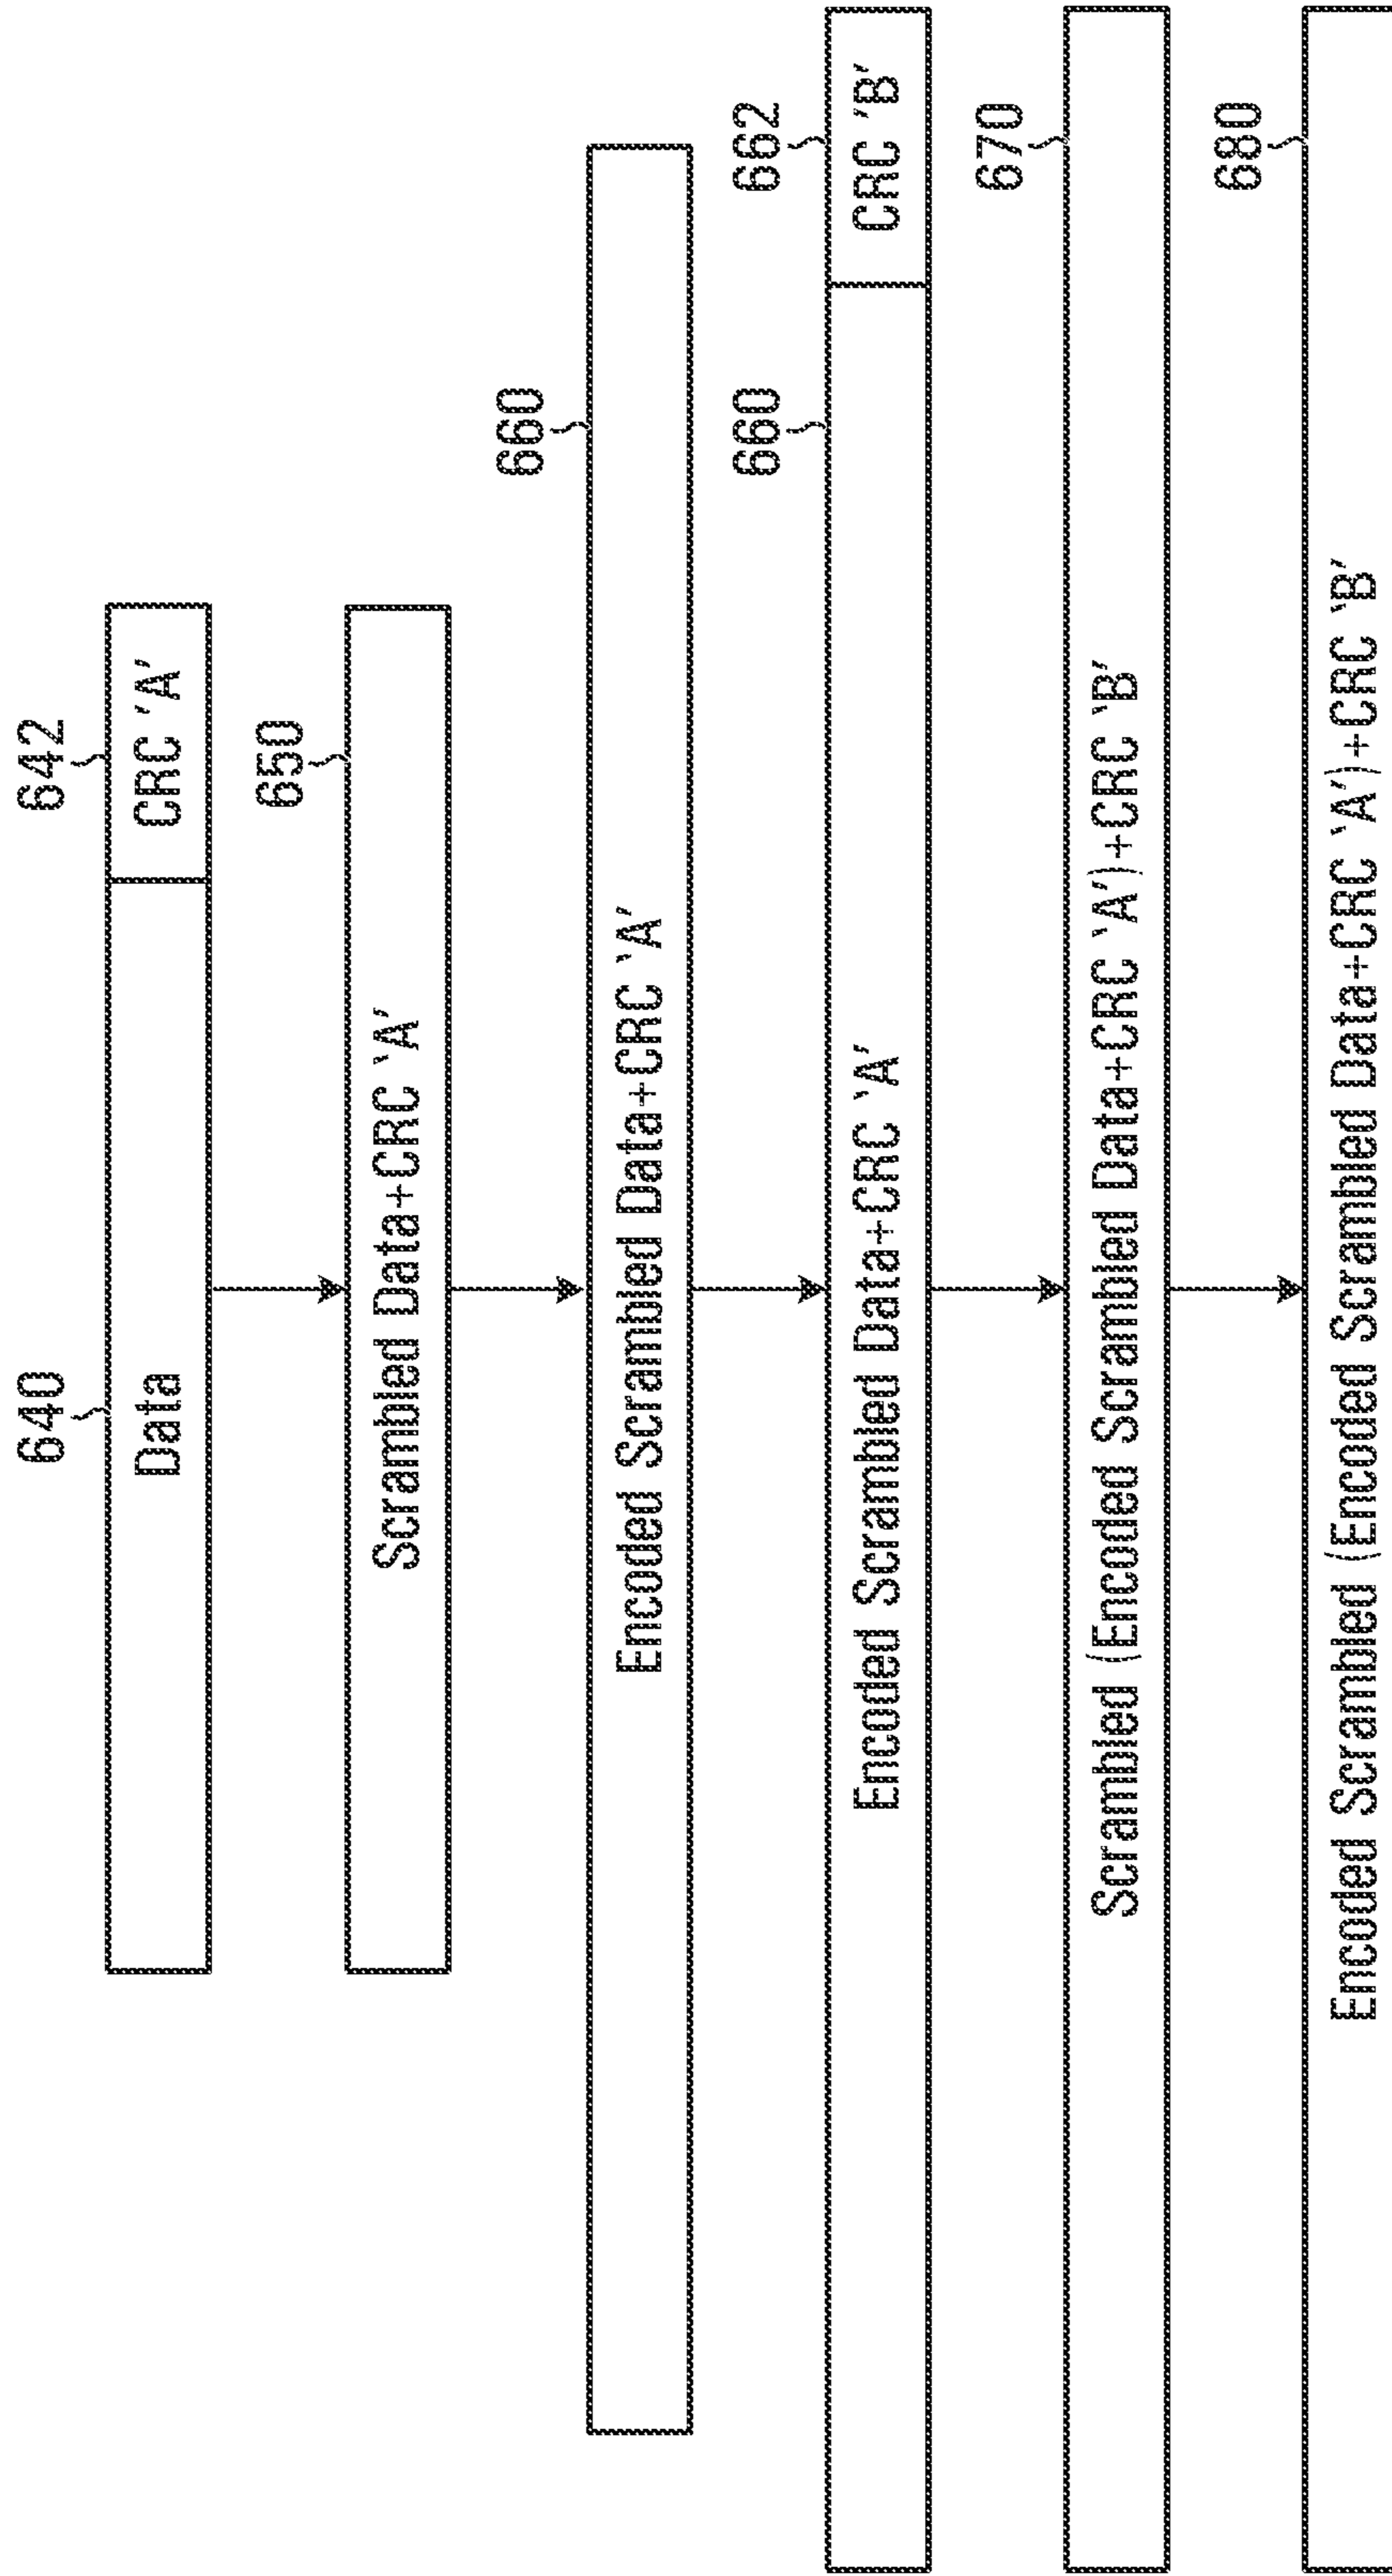 640
642
Data
CRC 'A'
650
Scrambled Data+CRC 'A'
660
Encoded Scrambled Data+CRC 'A'
660
662
Encoded Scrambled Data+CRC 'A'
CRC 'B'
670
Scrambled (Encoded Scrambled Data+CRC 'A')+CRC 'B'
680
Encoded Scrambled (Encoded Scrambled Data+CRC 'A')+CRC 'B'